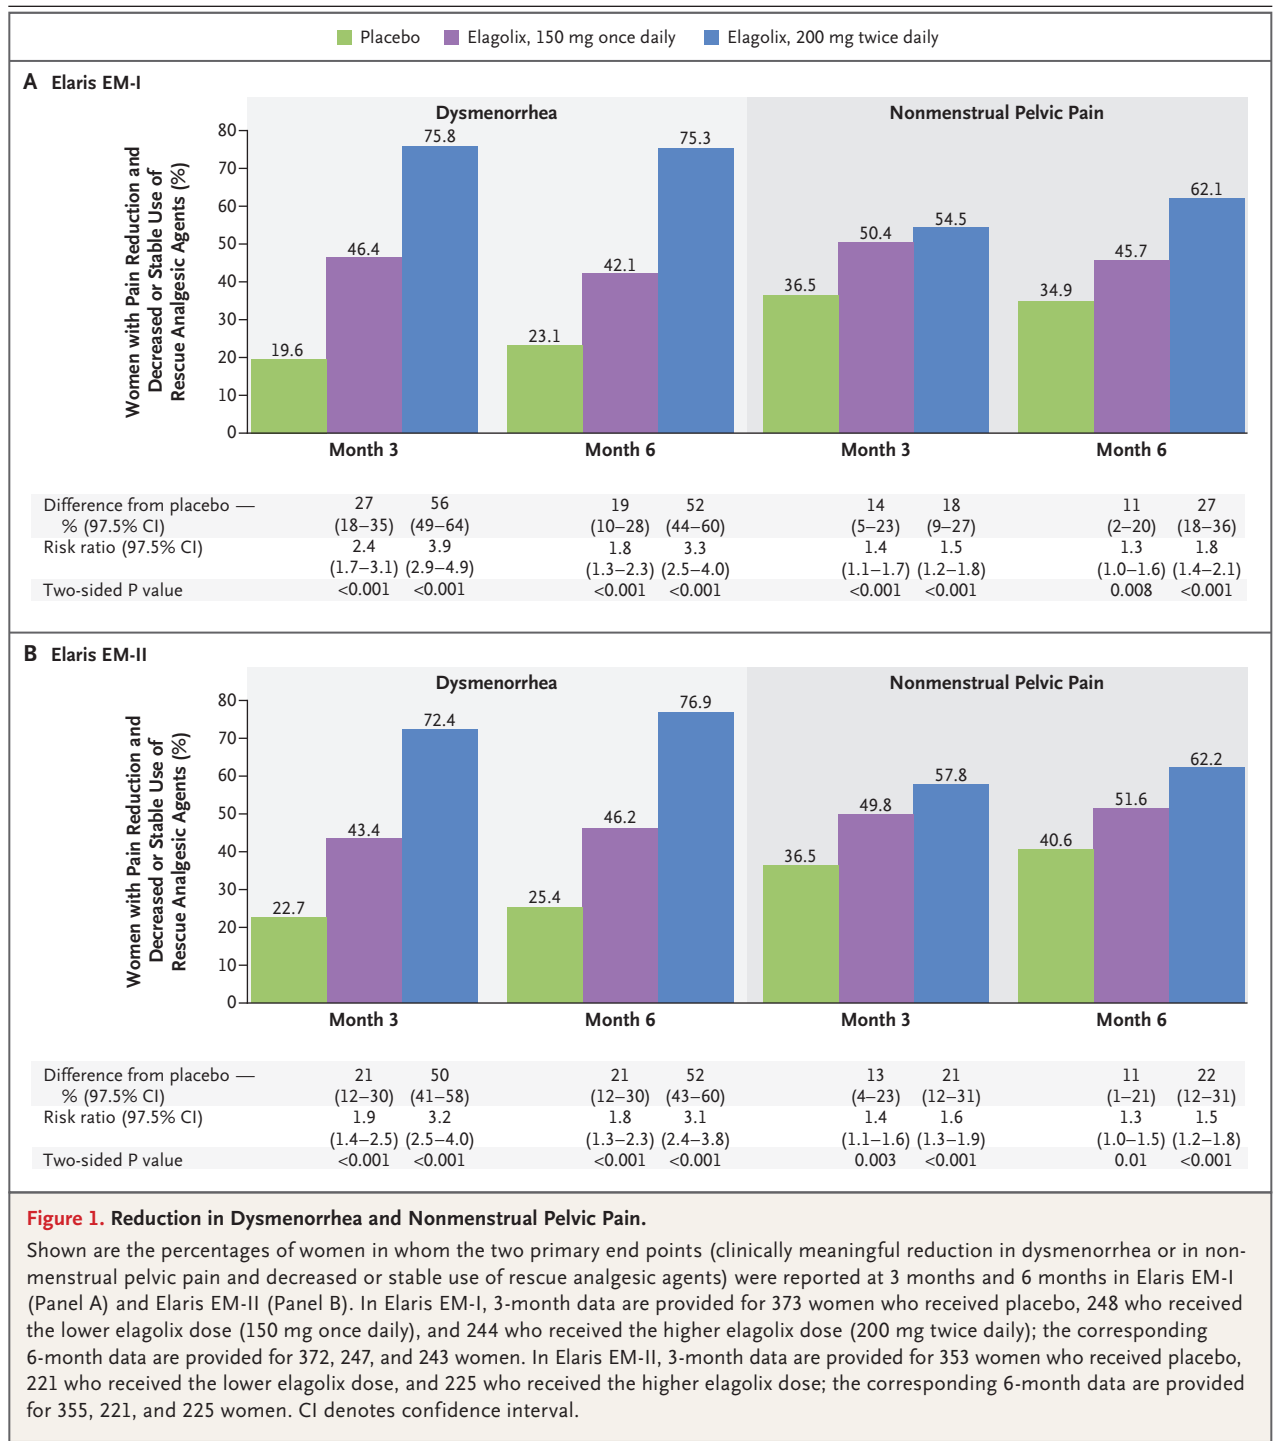 Placebo Elagolix, 150 mg once daily Elagolix, 200 mg twice daily
A Elaris EM-I
Women with Pain Reduction and
Decreased or Stable Use of
Rescue Analgesic Agents (%)
Dysmenorrhea Nonmenstrual Pelvic Pain
80
70
60
50
40
30
20
10
0
19.6 46.4 75.8 23.1 42.1 75.3 36.5 50.4 54.5 34.9 45.7 62.1
Month 3 Month 6 Month 3 Month 6
Difference from placebo — 27 56 19 52 14 18 11 27
% (97.5% CI) (18–35) (49–64) (10–28) (44–60) (5–23) (9–27) (2–20) (18–36)
Risk ratio (97.5% CI) 2.4 3.9 1.8 3.3 1.4 1.5 1.3 1.8
(1.7–3.1) (2.9–4.9) (1.3–2.3) (2.5–4.0) (1.1–1.7) (1.2–1.8) (1.0–1.6) (1.4–2.1)
Two-sided P value <0.001 <0.001 <0.001 <0.001 <0.001 <0.001 0.008 <0.001
B Elaris EM-II
Women with Pain Reduction and
Decreased or Stable Use of
Rescue Analgesic Agents (%)
Dysmenorrhea Nonmenstrual Pelvic Pain
80
70
60
50
40
30
20
10
0
22.7 43.4 72.4 25.4 46.2 76.9 36.5 49.8 57.8 40.6 51.6 62.2
Month 3 Month 6 Month 3 Month 6
Difference from placebo — 21 50 21 52 13 21 11 22
% (97.5% CI) (12–30) (41–58) (12–30) (43–60) (4–23) (12–31) (1–21) (12–31)
Risk ratio (97.5% CI) 1.9 3.2 1.8 3.1 1.4 1.6 1.3 1.5
(1.4–2.5) (2.5–4.0) (1.3–2.3) (2.4–3.8) (1.1–1.6) (1.3–1.9) (1.0–1.5) (1.2–1.8)
Two-sided P value <0.001 <0.001 <0.001 <0.001 0.003 <0.001 0.01 <0.001
Figure 1. Reduction in Dysmenorrhea and Nonmenstrual Pelvic Pain.
Shown are the percentages of women in whom the two primary end points (clinically meaningful reduction in dysmenorrhea or in non-
menstrual pelvic pain and decreased or stable use of rescue analgesic agents) were reported at 3 months and 6 months in Elaris EM-I
(Panel A) and Elaris EM-II (Panel B). In Elaris EM-I, 3-month data are provided for 373 women who received placebo, 248 who received
the lower elagolix dose (150 mg once daily), and 244 who received the higher elagolix dose (200 mg twice daily); the corresponding
6-month data are provided for 372, 247, and 243 women. In Elaris EM-II, 3-month data are provided for 353 women who received placebo,
221 who received the lower elagolix dose, and 225 who received the higher elagolix dose; the corresponding 6-month data are provided
for 355, 221, and 225 women. CI denotes confidence interval.